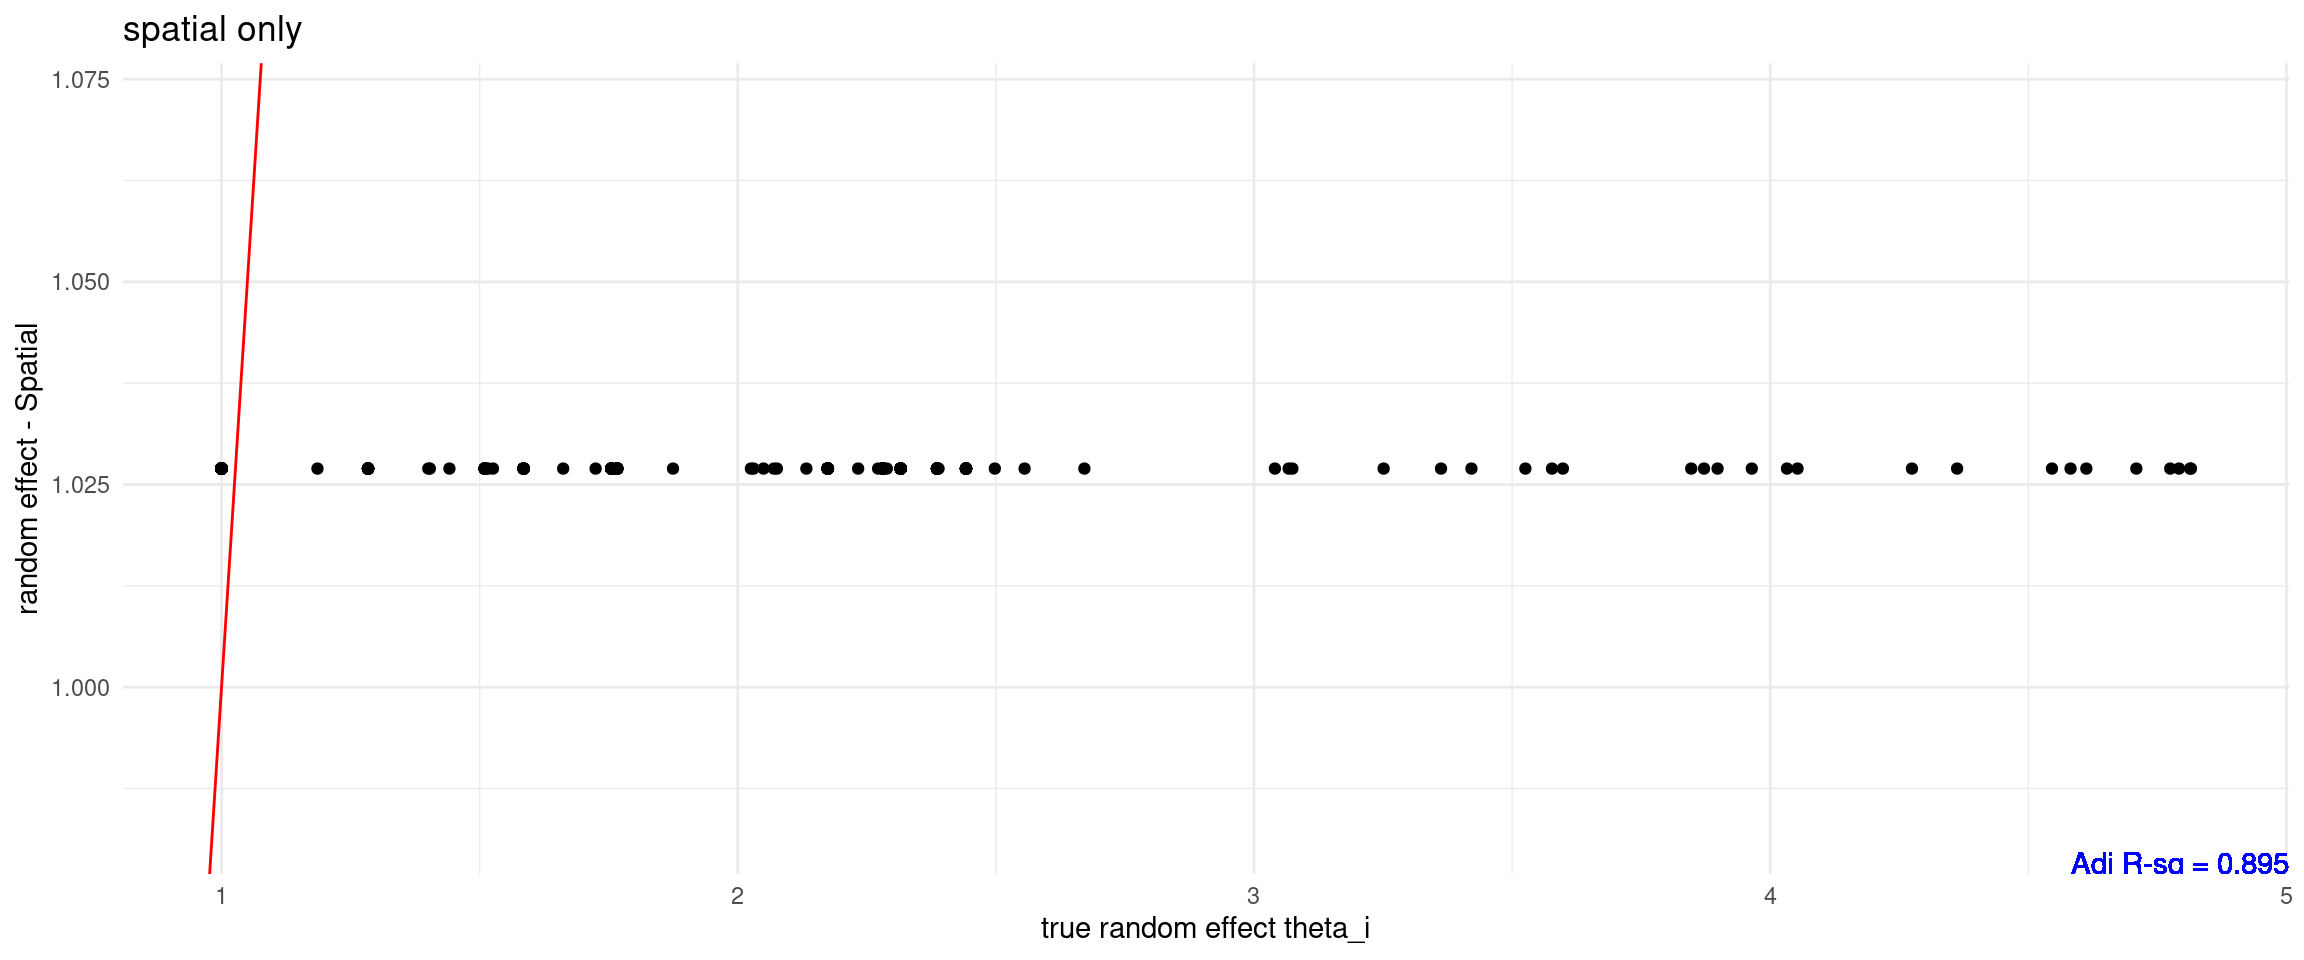 spatial only
1.075
1.050
1.025
1.000
random effect - Spatial
Adj R-sq = 0.895
1
2
3
4
5
true random effect theta_i